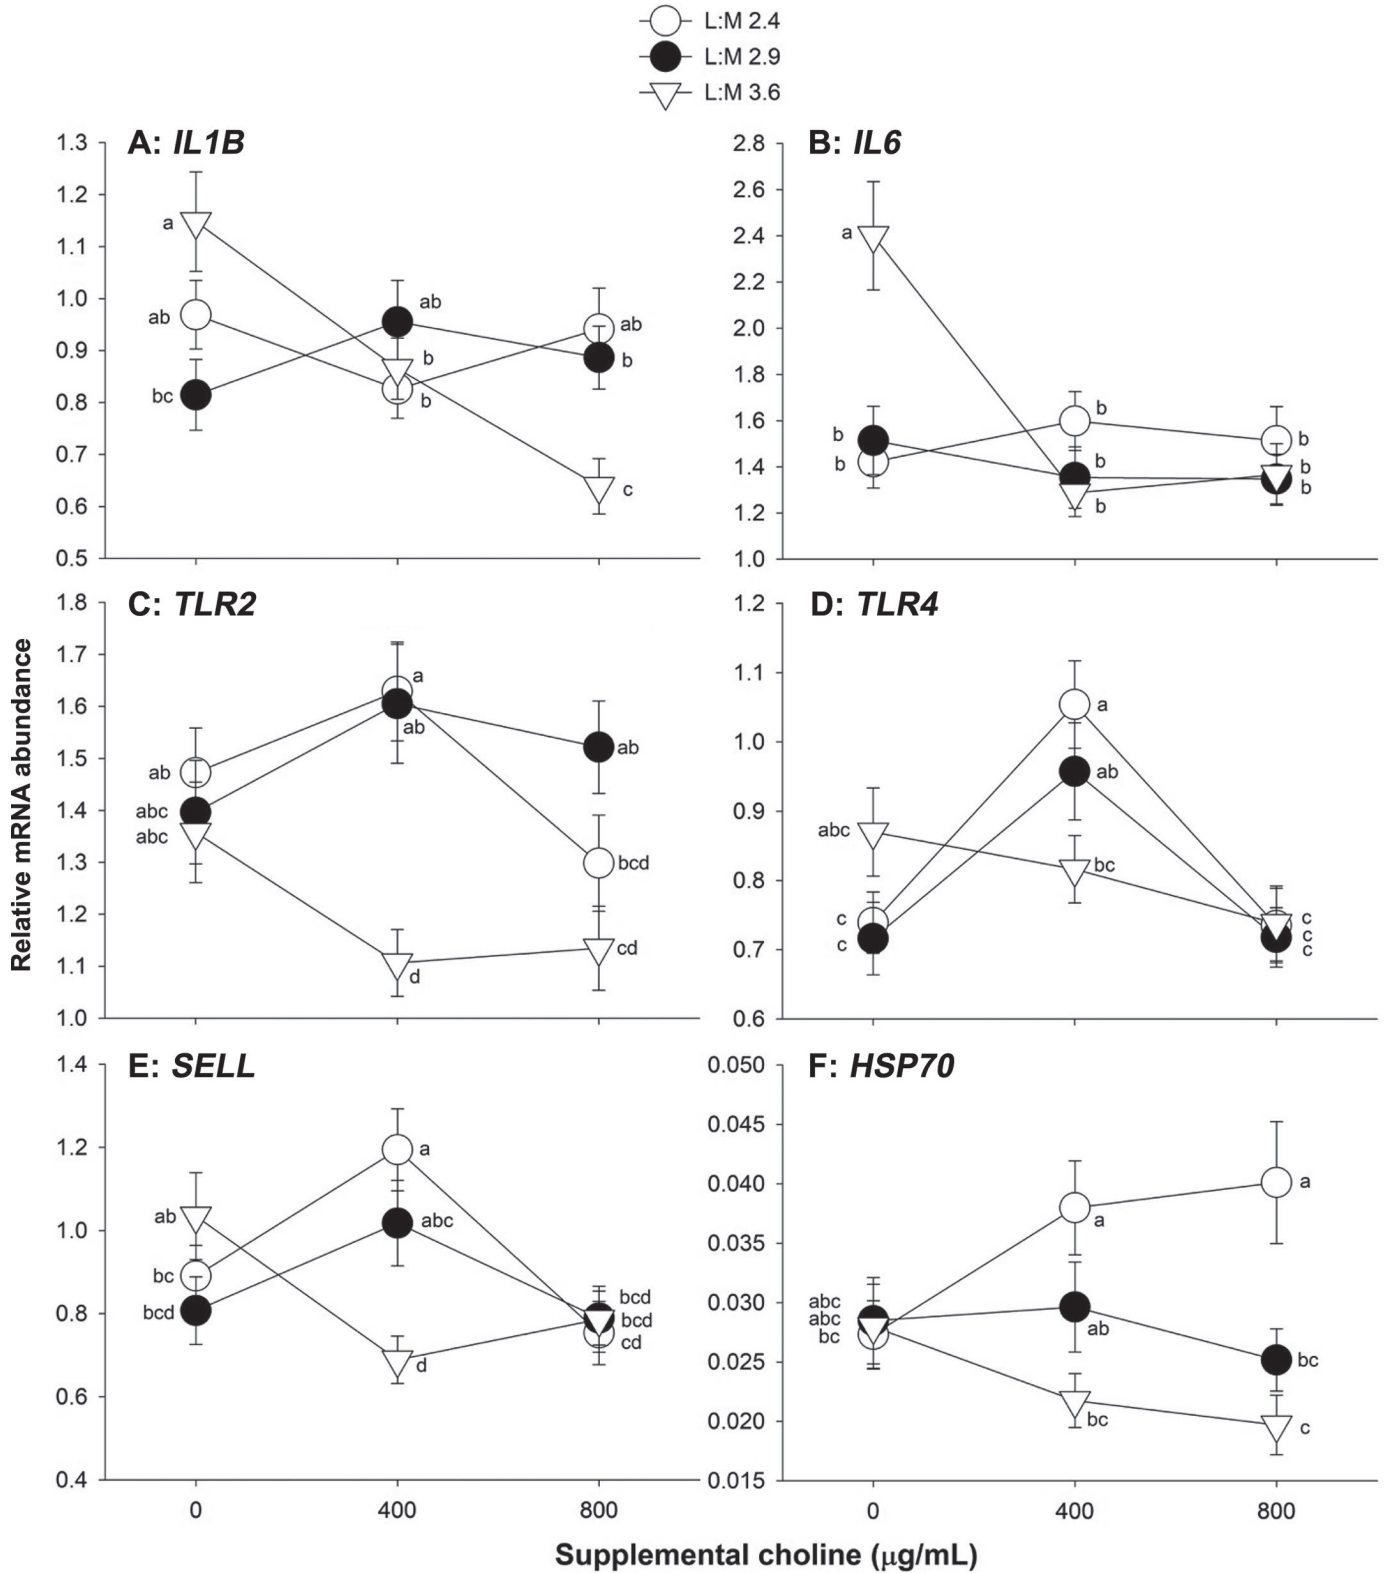 L:M 2.4
L:M 2.9
L:M 3.6
A: IL1B
1.3
1.2
1.1
1.0
0.9
0.8
0.7
0.6
0.5
a
ab
bc
ab
b
b
ab
b
c
B: IL6
2.8
2.6
2.4
2.2
2.0
1.8
1.6
1.4
1.2
1.0
a
b
b
b
b
b
b
b
b
Relative mRNA abundance
C: TLR2
1.8
1.7
1.6
1.5
1.4
1.3
1.2
1.1
1.0
ab
abc
abc
a
ab
d
ab
bcd
cd
D: TLR4
1.2
1.1
1.0
0.9
0.8
0.7
0.6
abc
c
c
a
ab
bc
c
c
c
E: SELL
1.4
1.2
1.0
0.8
0.6
0.4
ab
bc
bcd
a
abc
d
bcd
bcd
cd
0 400 800
F: HSP70
0.050
0.045
0.040
0.035
0.030
0.025
0.020
0.015
abc
abc
bc
a
ab
bc
a
bc
c
0 400 800
Supplemental choline (μg/mL)